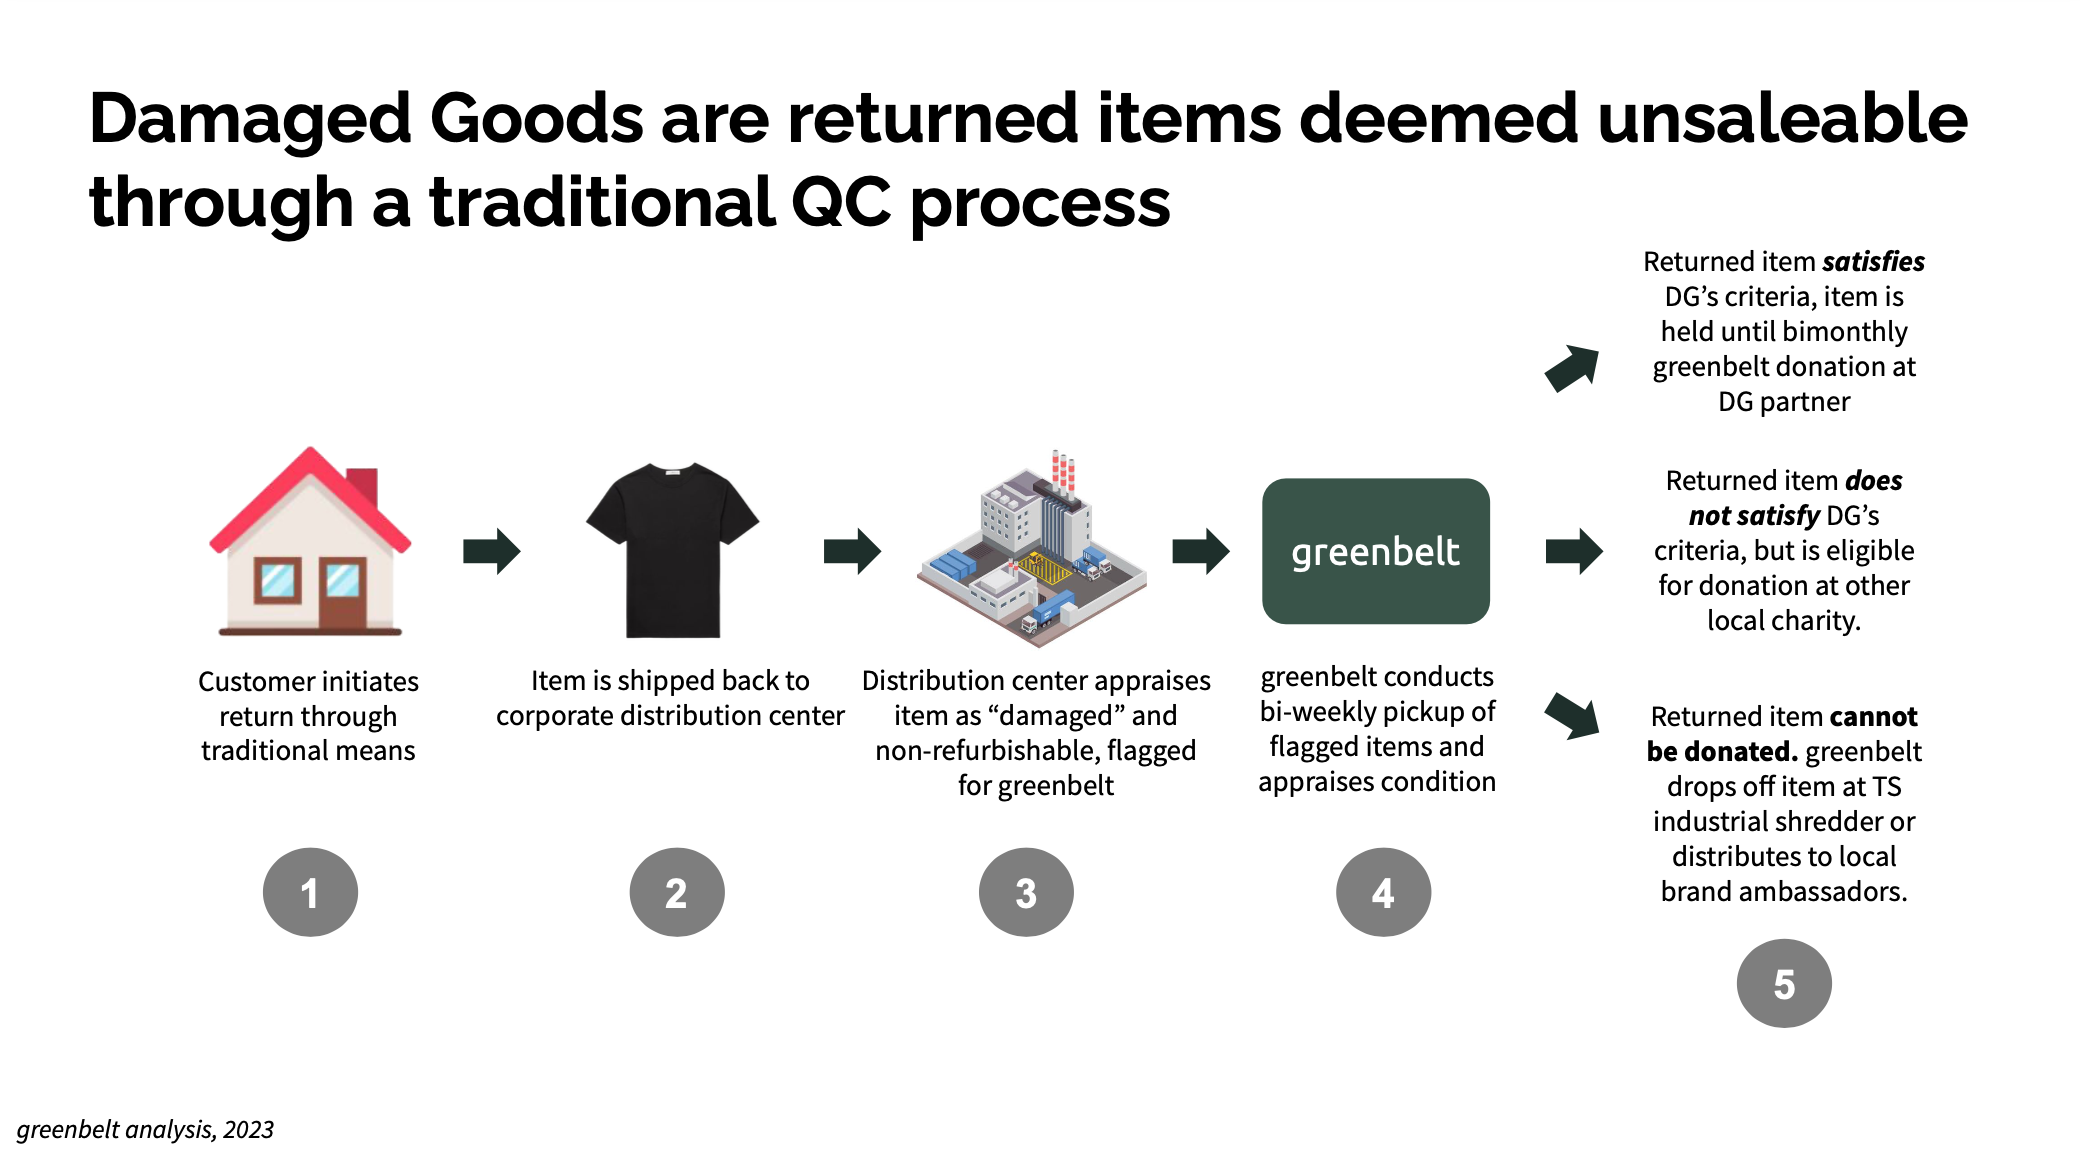 Damaged Goods are returned items deemed unsaleable
through a traditional QC process
Customer initiates
return through
traditional means
1
Item is shipped back to
corporate distribution center
2
Distribution center appraises
item as “damaged” and
non-refurbishable, flagged
for greenbelt
3
greenbelt
greenbelt conducts
bi-weekly pickup of
flagged items and
appraises condition
4
Returned item satisfies
DG’s criteria, item is
held until bimonthly
greenbelt donation at
DG partner
Returned item does
not satisfy DG’s
criteria, but is eligible
for donation at other
local charity.
Returned item cannot
be donated. greenbelt
drops off item at TS
industrial shredder or
distributes to local
brand ambassadors.
5
greenbelt analysis, 2023